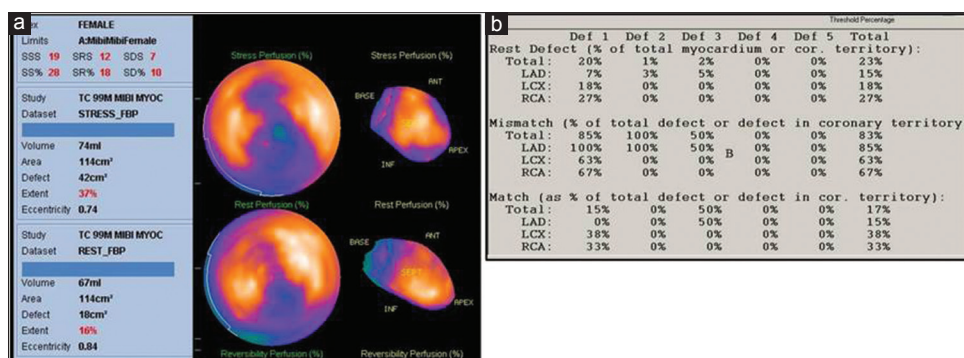 a
FEMALE
Limits A:MibiMibiFemale
SSS 19 SRS 12 SDS 7
SS% 28 SR% 18 SD% 10
Study TC 99M MIBI MYOC
Dataset STRESS_FBP
Volume 74ml
Area 114cm²
Defect 42cm²
Extent 37%
Eccentricity 0.74
Study TC 99M MIBI MYOC
Dataset REST_FBP
Volume 67ml
Area 114cm²
Defect 18cm²
Extent 16%
Eccentricity 0.84
Stress Perfusion (%)
Stress Perfusion (%)
ANT
BASE
INF
APEX
Rest Perfusion (%)
Rest Perfusion (%)
ANT
BASE
SEPT
INF
APEX
Reversibility Perfusion (%)
Reversibility Perfusion (%)
b
Threshold Percentage
Def 1 Def 2 Def 3 Def 4 Def 5 Total
Rest Defect (% of total myocardium or cor. territory):
Total: 20% 1% 2% 0% 0% 23%
LAD: 7% 3% 5% 0% 0% 15%
LCX: 18% 0% 0% 0% 0% 18%
RCA: 27% 0% 0% 0% 0% 27%
Mismatch (% of total defect or defect in coronary territory
Total: 85% 100% 50% 0% 0% 83%
LAD: 100% 100% 50% B 0% 0% 85%
LCX: 63% 0% 0% 0% 0% 63%
RCA: 67% 0% 0% 0% 0% 67%
Match (as % of total defect or defect in cor. territory):
Total: 15% 0% 50% 0% 0% 17%
LAD: 0% 0% 50% 0% 0% 15%
LCX: 38% 0% 0% 0% 0% 38%
RCA: 33% 0% 0% 0% 0% 33%